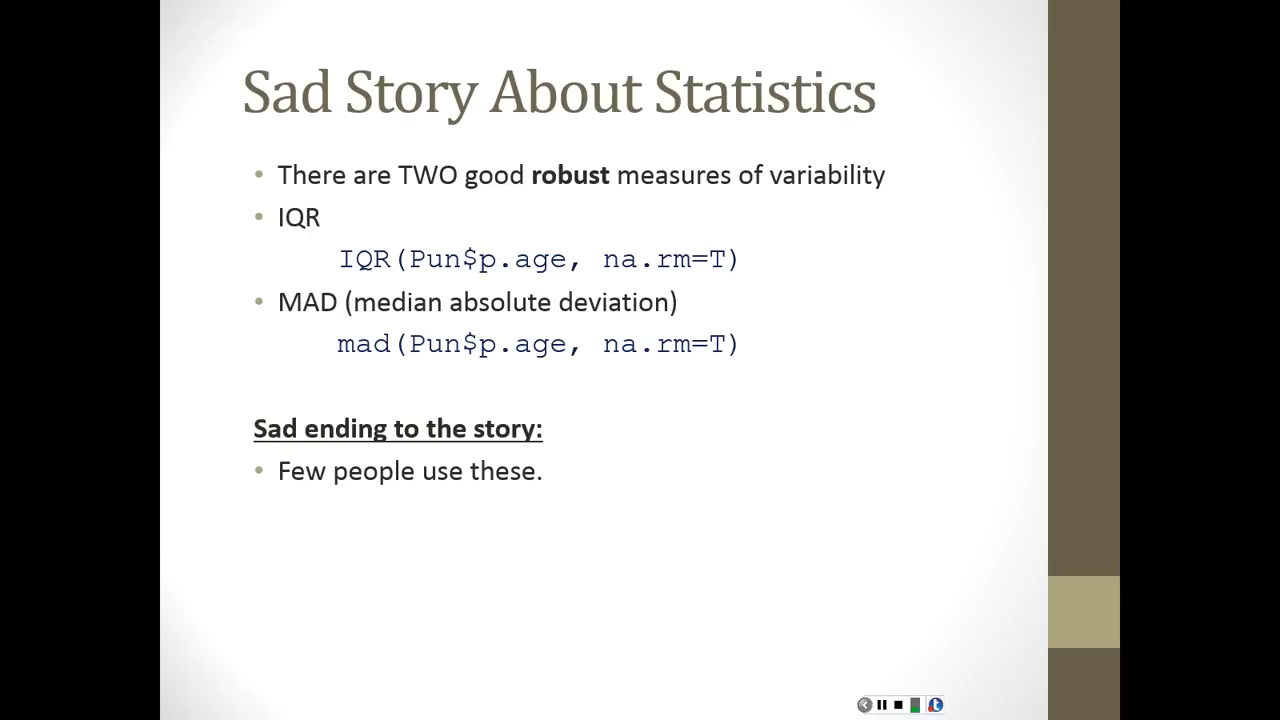 Sad Story About Statistics
• There are TWO good robust measures of variability
• IQR
IQR(Pun$p.age, na.rm=T)
• MAD (median absolute deviation)
mad(Pun$p.age, na.rm=T)
Sad ending to the story:
• Few people use these.